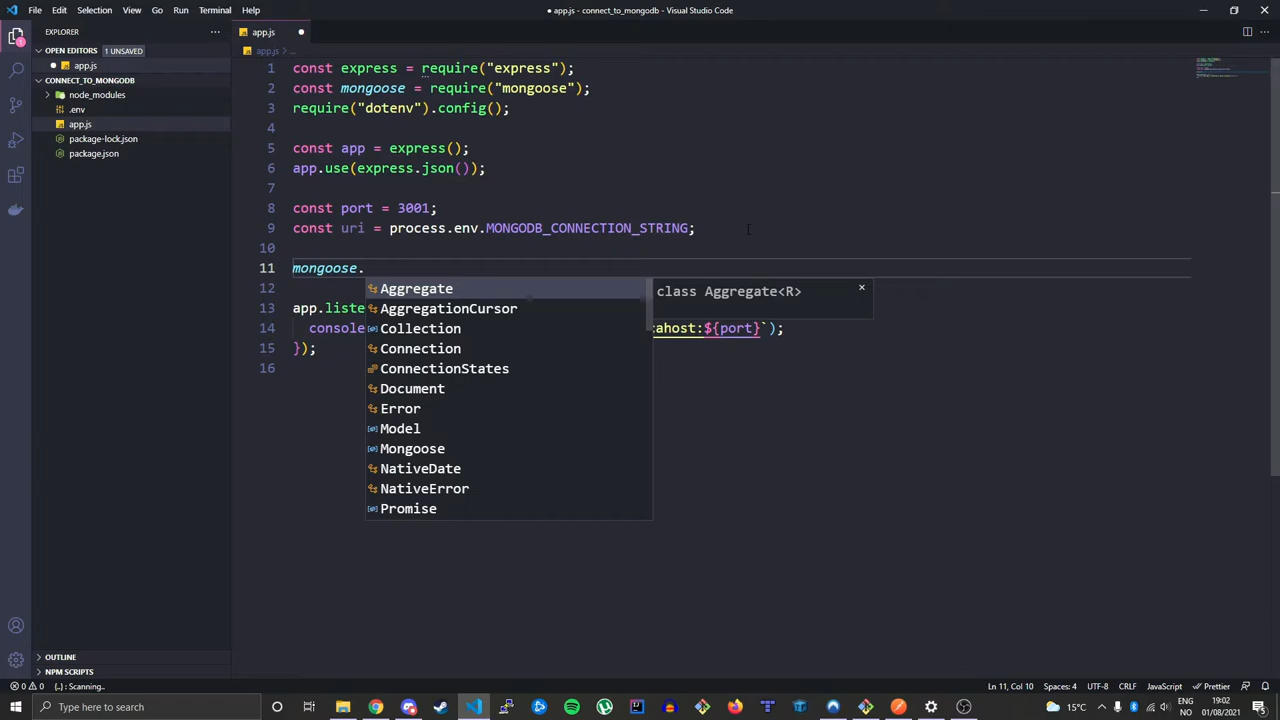 File Edit Selection View Go Run Terminal Help
● app.js - connect_to_mongodb - Visual Studio Code
EXPLORER
OPEN EDITORS 1 UNSAVED
app.js
CONNECT_TO_MONGODB
node_modules
.env
app.js
package-lock.json
package.json
OUTLINE
NPM SCRIPTS
app.js
app.js > ...
1 const express = require("express");
2 const mongoose = require("mongoose");
3 require("dotenv").config();
4
5 const app = express();
6 app.use(express.json());
7
8 const port = 3001;
9 const uri = process.env.MONGODB_CONNECTION_STRING;
10
11 mongoose.
12
13 app.liste
14 console cahost:${port}`);
15 });
16
Aggregate
AggregationCursor
Collection
Connection
ConnectionStates
Document
Error
Model
Mongoose
NativeDate
NativeError
Promise
class Aggregate<R>
0 0 {..} : Scanning..
Ln 11, Col 10 Spaces: 4 UTF-8 CRLF JavaScript Prettier
Type here to search
15°C
ENG
NO
19:02
01/08/2021